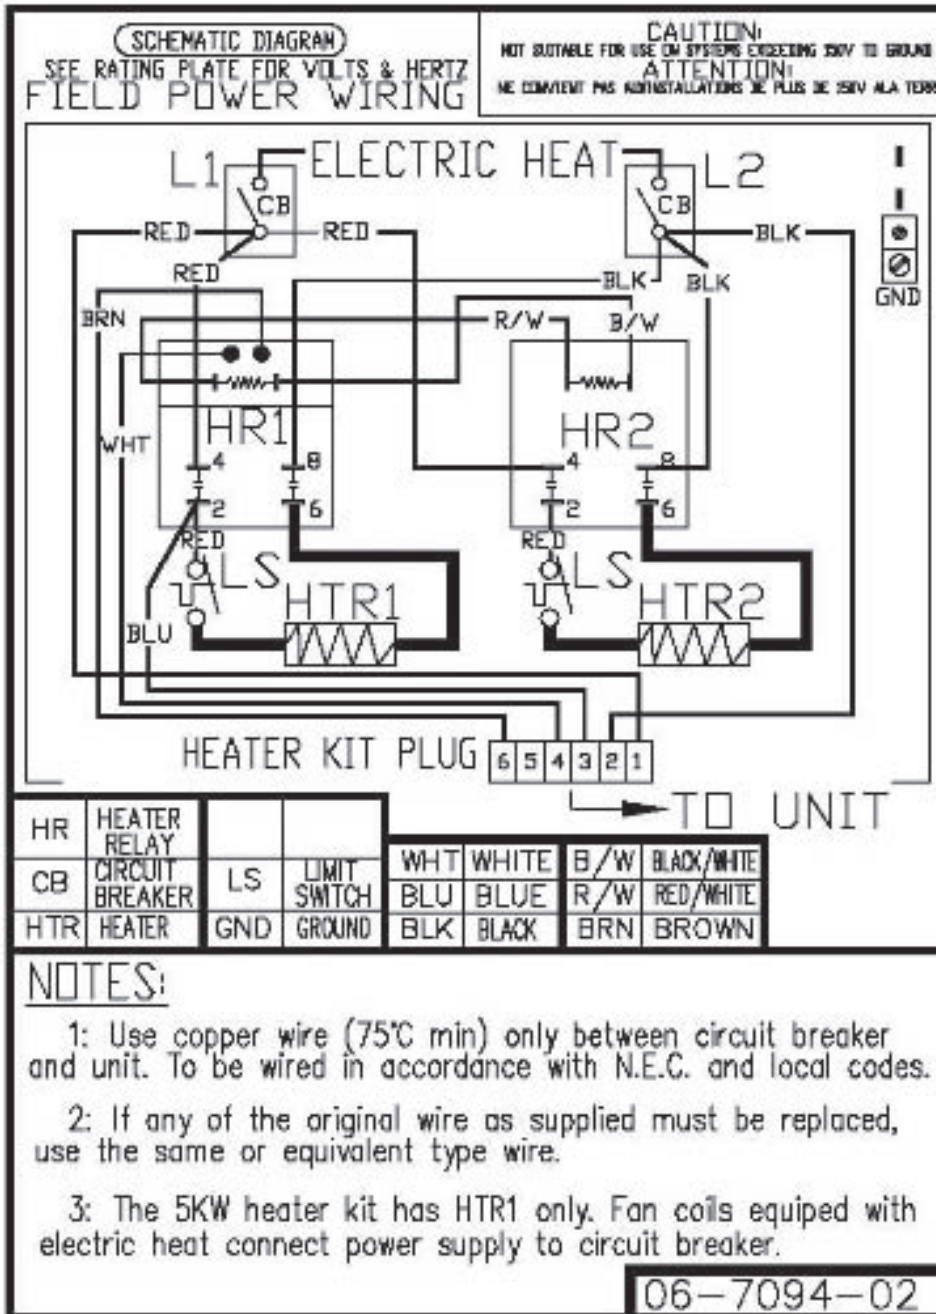 SCHEMATIC DIAGRAM
SEE RATING PLATE FOR VOLTS & HERTZ
FIELD POWER WIRING
CAUTION:
NOT SUITABLE FOR USE ON SYSTEMS EXCEEDING TO GROUND
ATTENTION:
NE CONVIENT PAS DE PLUS DE ALA TERR
L1 ELECTRIC HEAT L2
CB CB
RED RED BLK
RED BLK BLK
GND
BRN R/W B/W
HR1 HR2
WHT 4 8 4 8
2 6 2 6
RED RED
LS LS
HTR1 HTR2
BLU
HEATER KIT PLUG 6 5 4 3 2 1
TO UNIT
HR HEATER RELAY
CB CIRCUIT BREAKER LS LIMIT SWITCH
HTR HEATER GND GROUND
WHT WHITE B/W BLACK/WHITE
BLU BLUE R/W RED/WHITE
BLK BLACK BRN BROWN
NOTES:
1: Use copper wire (75°C min) only between circuit breaker
and unit. To be wired in accordance with N.E.C. and local codes.
2: If any of the original wire as supplied must be replaced,
use the same or equivalent type wire.
3: The 5KW heater kit has HTR1 only. Fan coils equiped with
electric heat connect power supply to circuit breaker.
06-7094-02